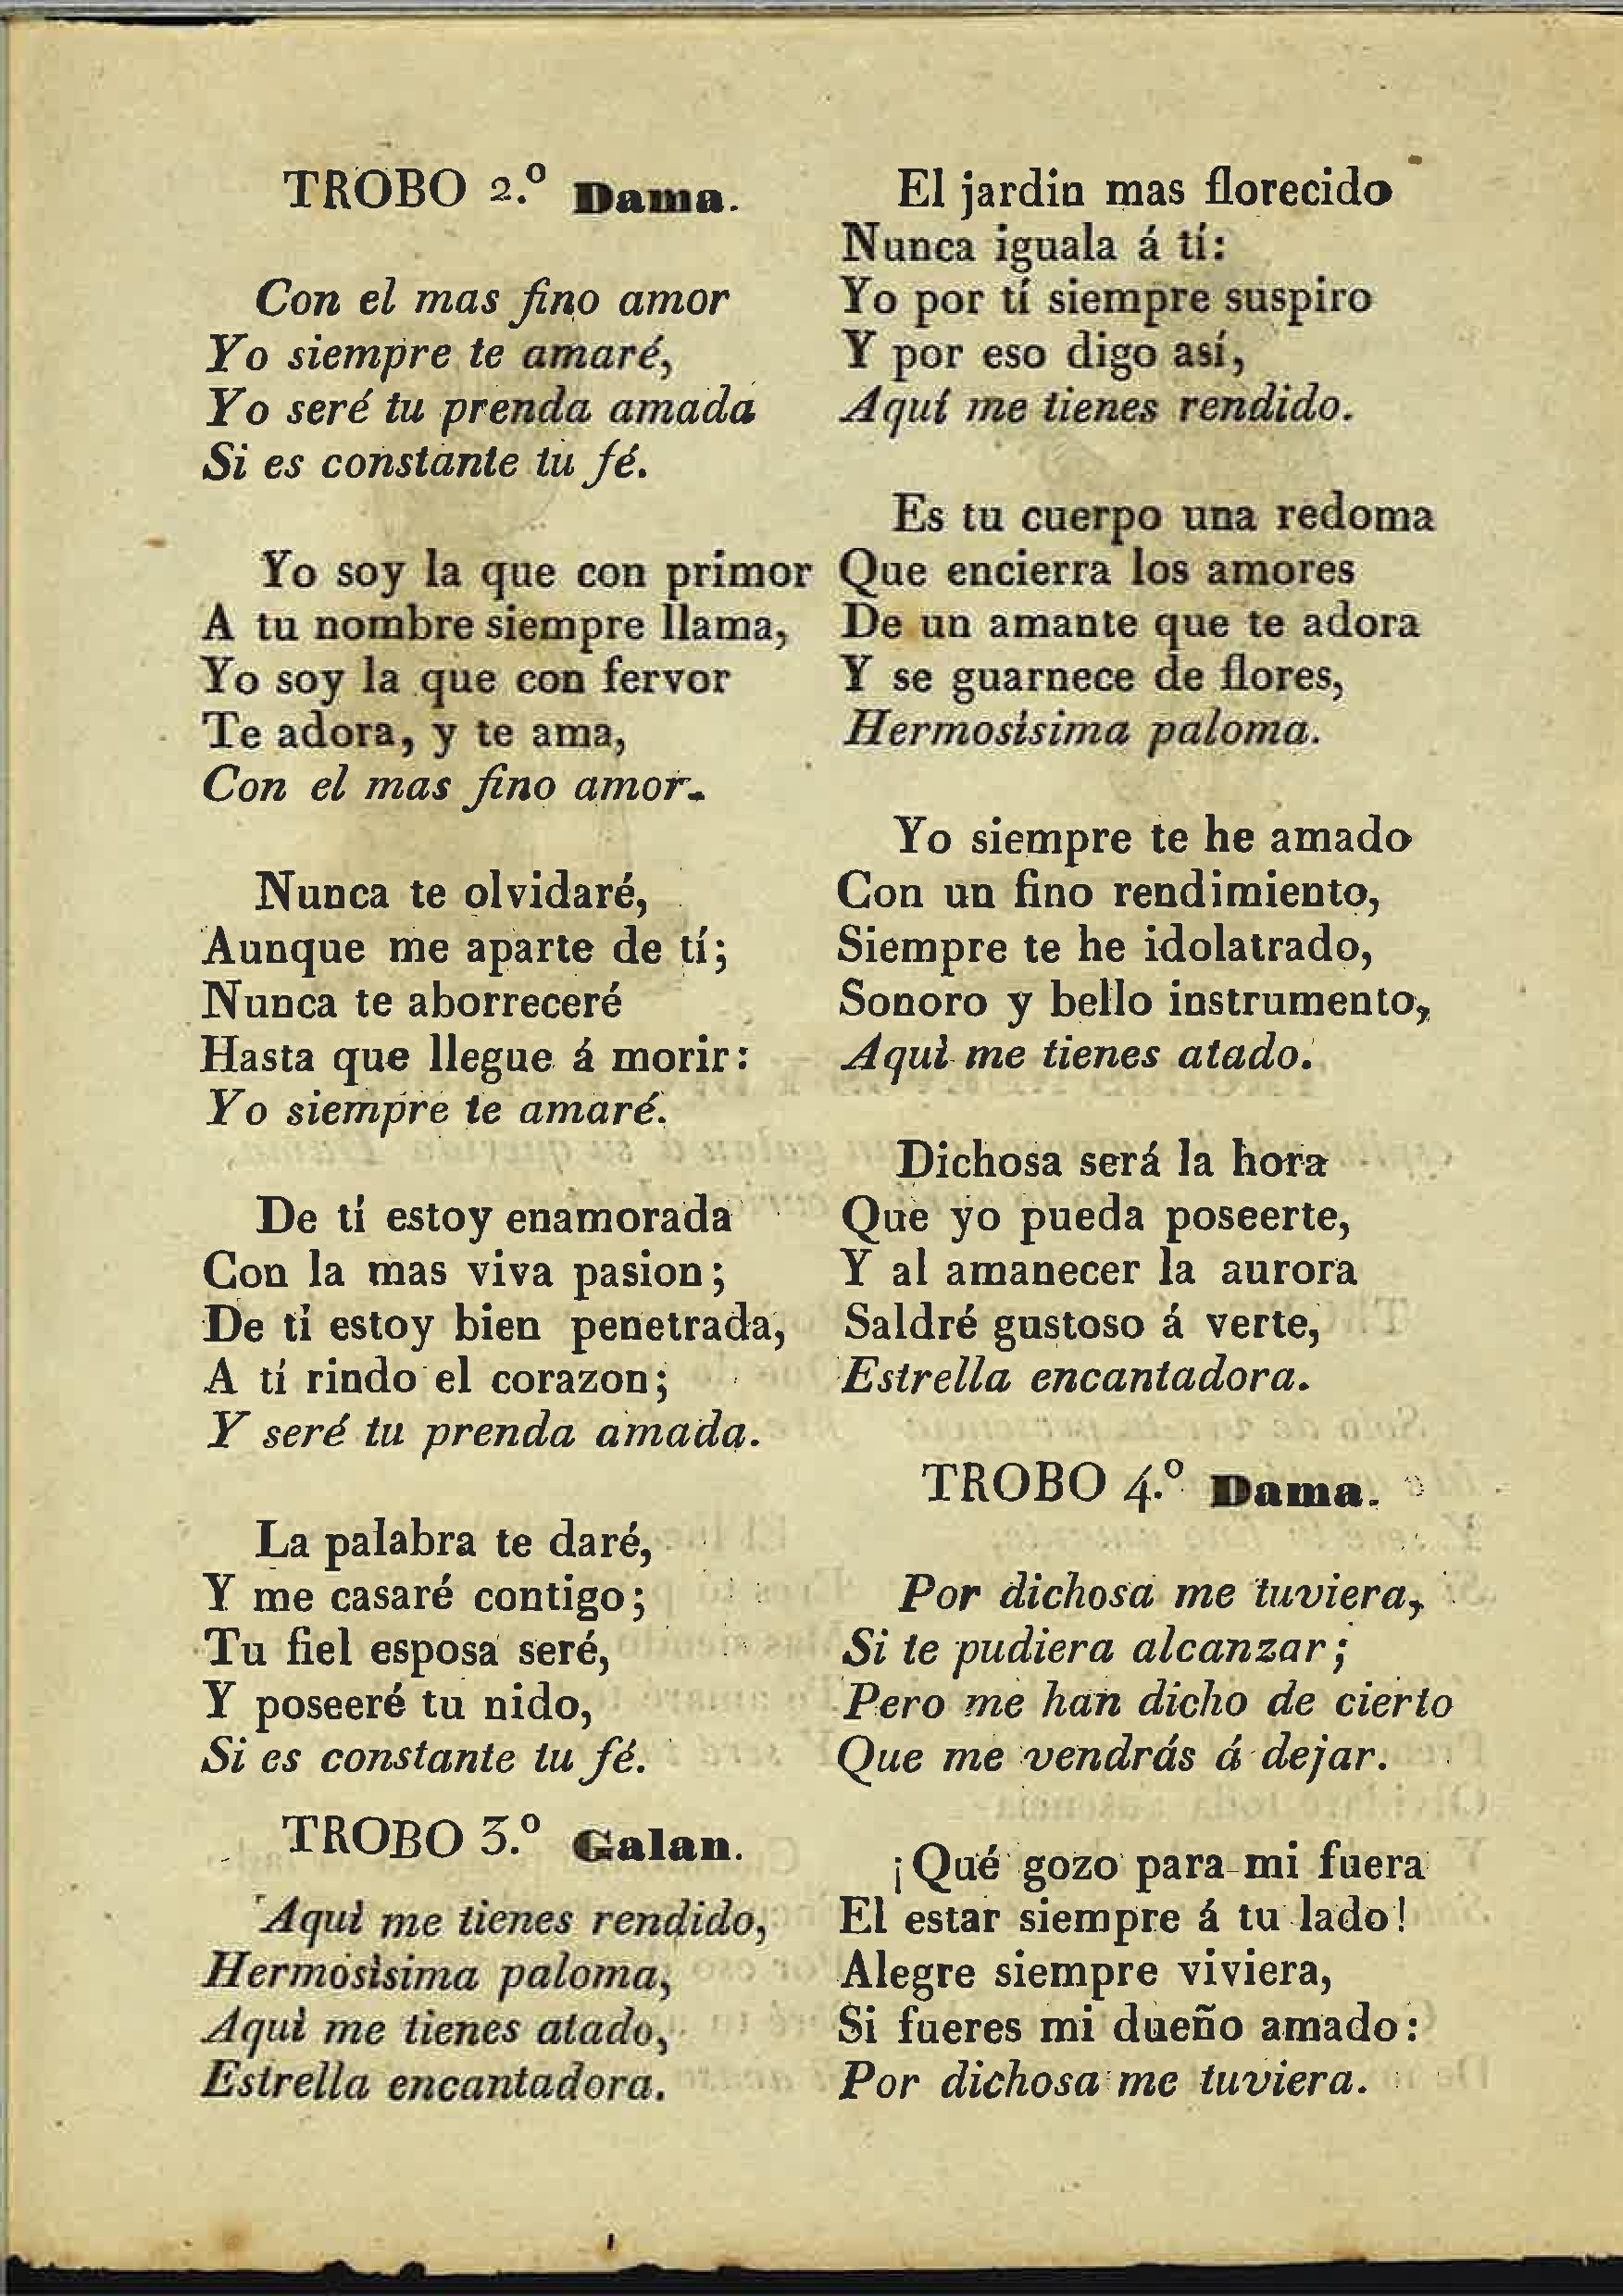 TROBO 2.º Dama.
Con el mas fino amor
Yo siempre te amaré,
Yo seré tu prenda amada
Si es constante tu fé.
Yo soy la que con primor
A tu nombre siempre llama,
Yo soy la que con fervor
Te adora, y te ama,
Con el mas fino amor.
Nunca te olvidaré,
Aunque me aparte de tí;
Nunca te aborreceré
Hasta que llegue á morir:
Yo siempre te amaré.
De tí estoy enamorada
Con la mas viva pasion;
De tí estoy bien penetrada,
A tí rindo el corazon;
Y seré tu prenda amada.
La palabra te daré,
Y me casaré contigo;
Tu fiel esposa seré,
Y poseeré tu nido,
Si es constante tu fé.
TROBO 3.º Galan.
Aquì me tienes rendido,
Hermosìsima paloma,
Aquì me tienes atado,
Estrella encantadora.
El jardin mas florecido
Nunca iguala á tí:
Yo por tí siempre suspiro
Y por eso digo así,
Aquí me tienes rendido.
Es tu cuerpo una redoma
Que encierra los amores
De un amante que te adora
Y se guarnece de flores,
Hermosìsima paloma.
Yo siempre te he amado
Con un fino rendimiento,
Siempre te he idolatrado,
Sonoro y bello instrumento,
Aquì me tienes atado.
Dichosa será la hora
Que yo pueda poseerte,
Y al amanecer la aurora
Saldré gustoso á verte,
Estrella encantadora.
TROBO 4.º Dama.
Por dichosa me tuviera,
Si te pudiera alcanzar;
Pero me han dicho de cierto
Que me vendrás á dejar.
¡Qué gozo para mi fuera
El estar siempre á tu lado!
Alegre siempre viviera,
Si fueres mi dueño amado:
Por dichosa me tuviera.